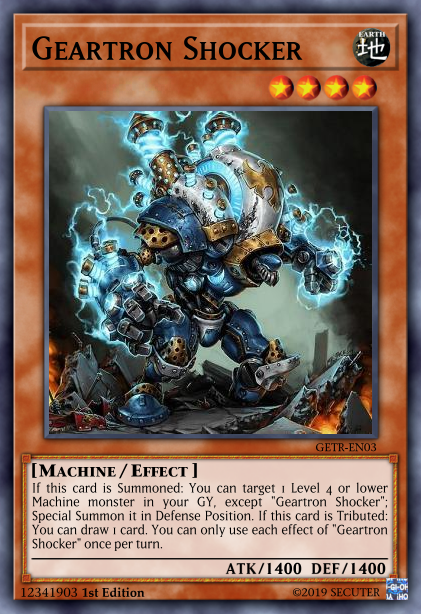 Geartron Shocker
EARTH
地
GETR-EN03
[Machine / Effect ]
If this card is Summoned: You can target 1 Level 4 or lower
Machine monster in your GY, except "Geartron Shocker";
Special Summon it in Defense Position. If this card is Tributed:
You can draw 1 card. You can only use each effect of "Geartron
Shocker" once per turn.
ATK/1400 DEF/1400
12341903 1st Edition
©2019 SECUTER